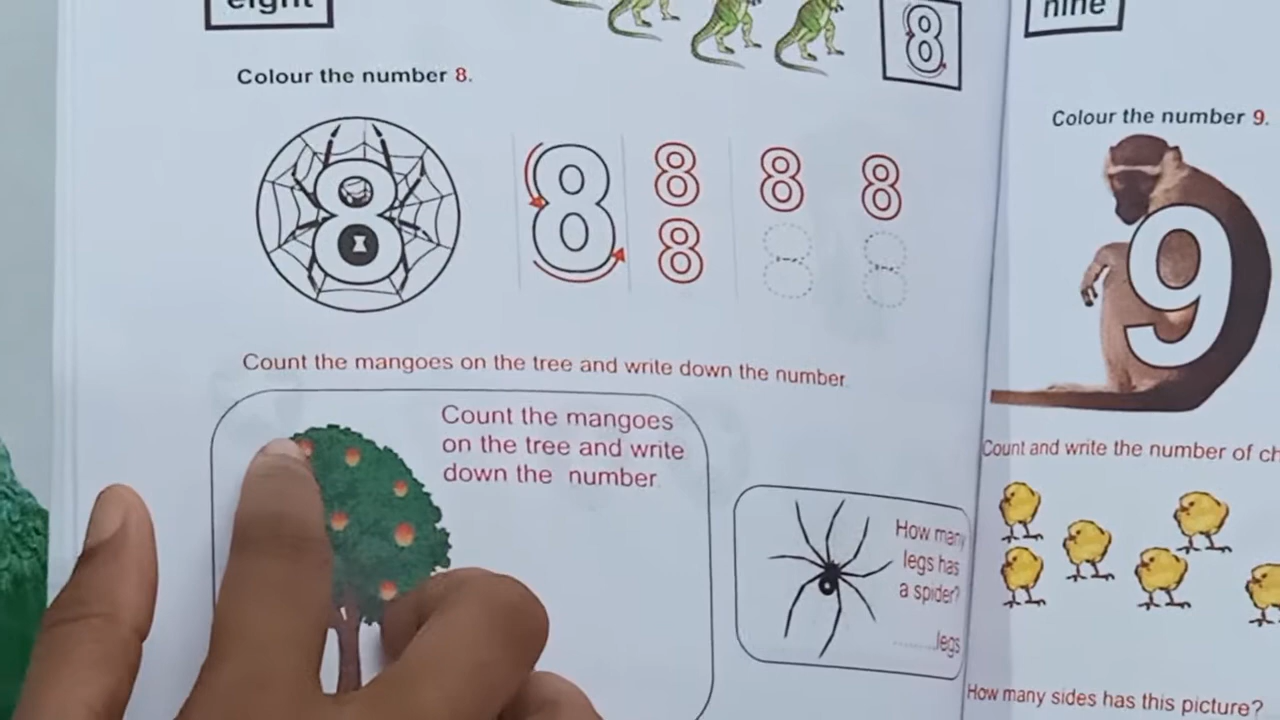 eight
8
Colour the number 8.
8
8 8 8 8
8 8 8
Count the mangoes on the tree and write down the number.
Count the mangoes
on the tree and write
down the number.
How many
legs has
a spider?
........legs
nine
Colour the number 9.
9
Count and write the number of ch
How many sides has this picture?